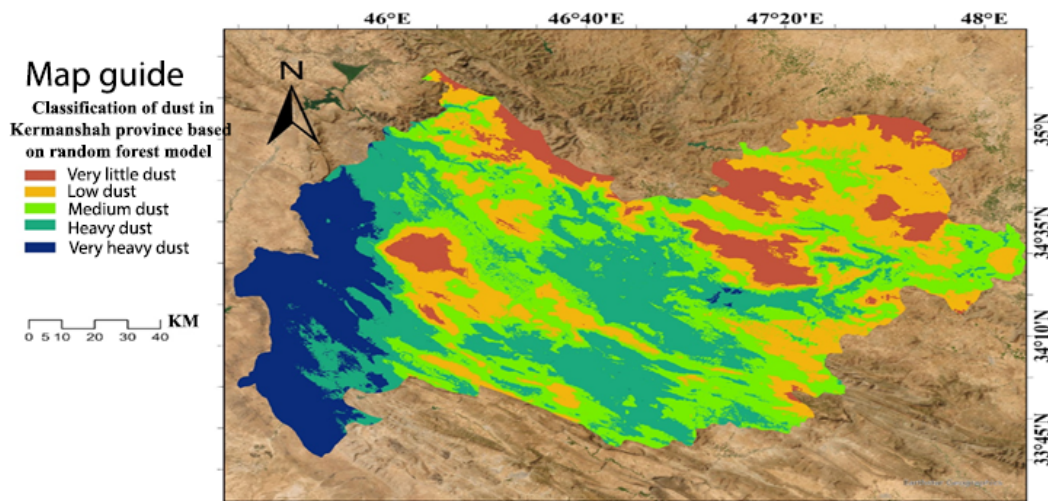 46°E 46°40'E 47°20'E 48°E
Map guide
Classification of dust in
Kermanshah province based
on random forest model
Very little dust
Low dust
Medium dust
Heavy dust
Very heavy dust
0 5 10 20 30 40 KM
N
35°N
34°35'N
34°10'N
33°45'N